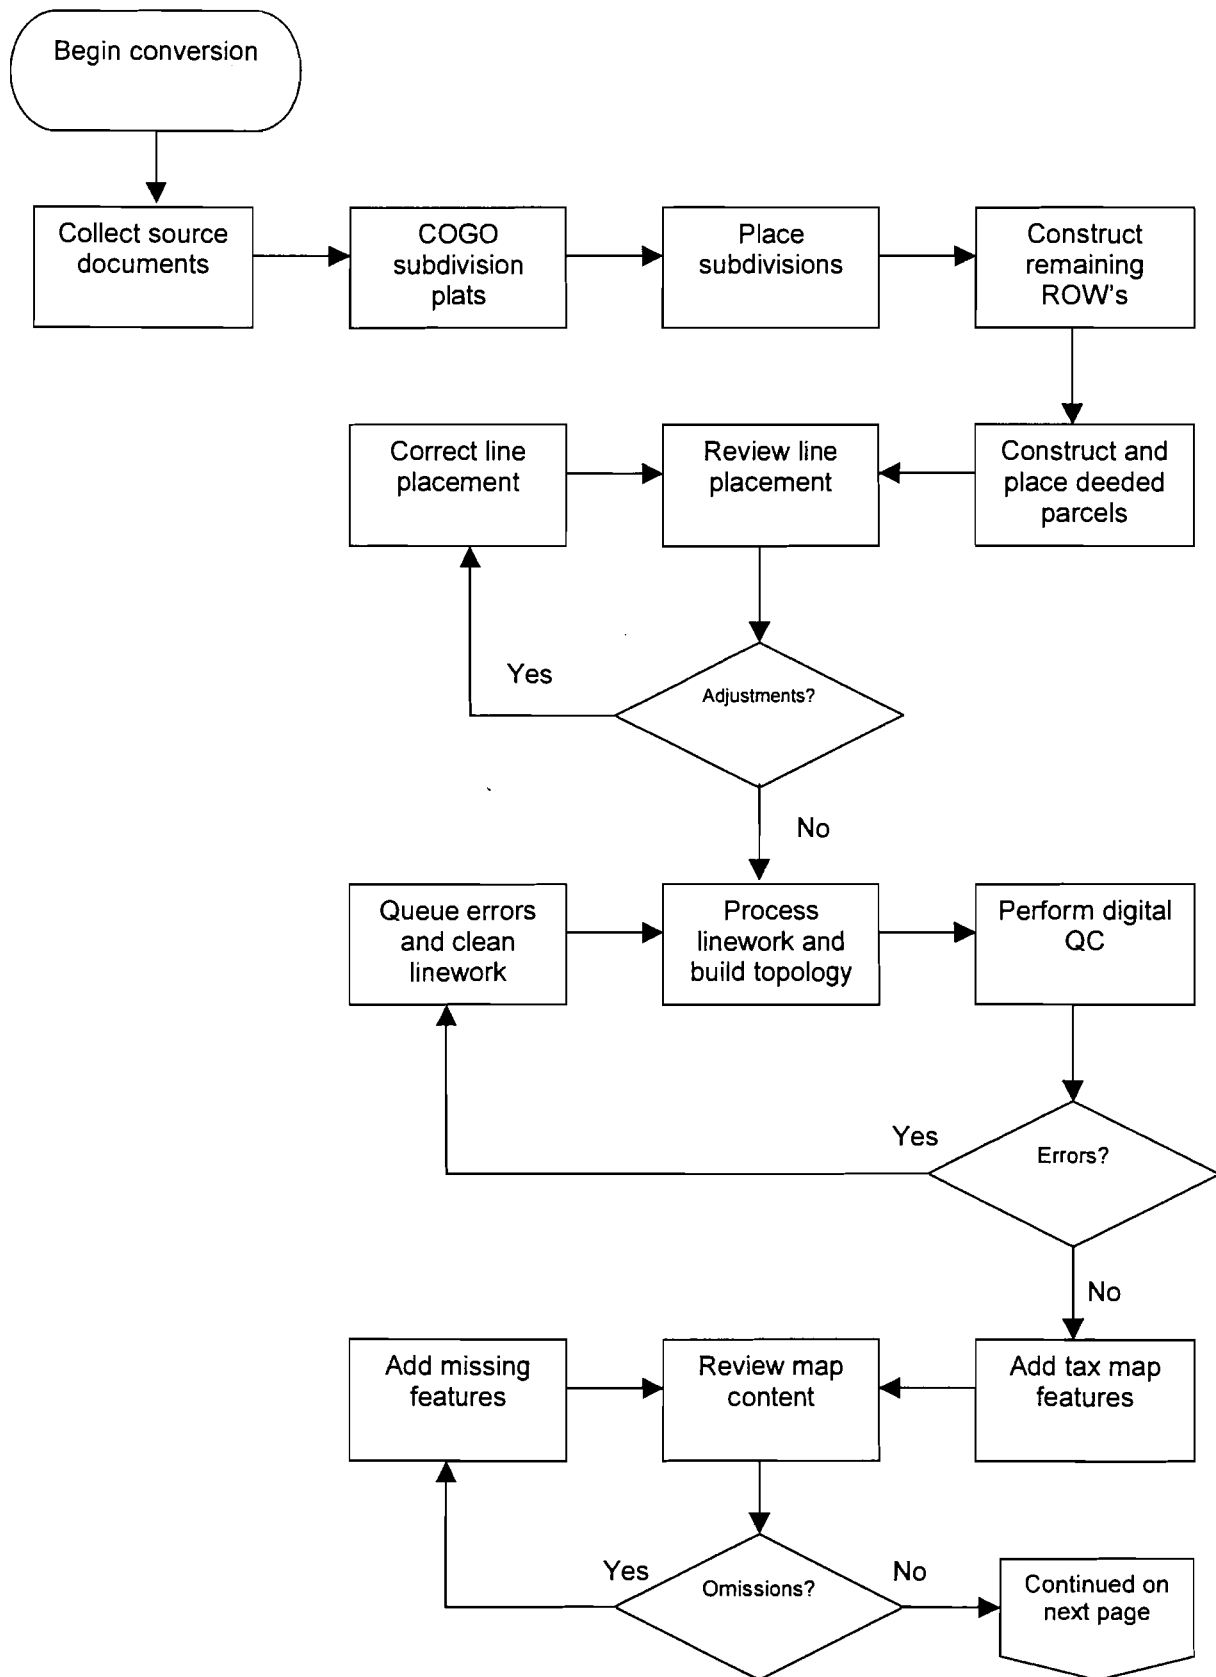 Begin conversion
Collect source
documents
COGO
subdivision
plats
Place
subdivisions
Construct
remaining
ROW's
Correct line
placement
Review line
placement
Construct and
place deeded
parcels
Yes
Adjustments?
No
Queue errors
and clean
linework
Process
linework and
build topology
Perform digital
QC
Yes
Errors?
No
Add missing
features
Review map
content
Add tax map
features
Yes
Omissions?
No
Continued on
next page